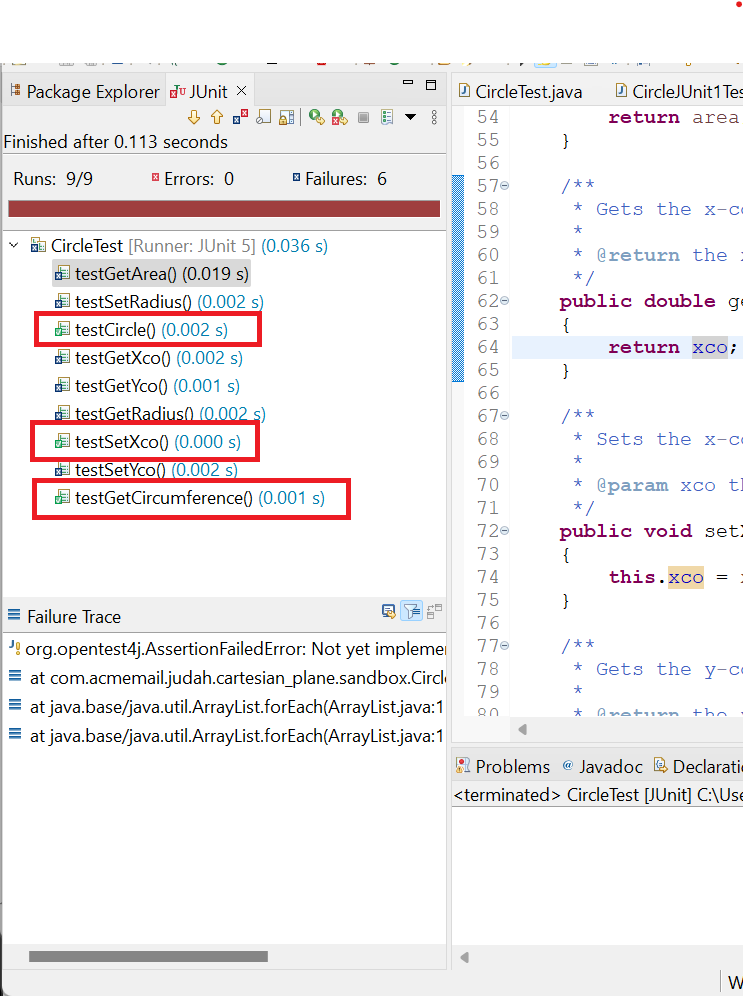 Package Explorer JUnit
Finished after 0.113 seconds
Runs: 9/9 Errors: 0 Failures: 6
CircleTest [Runner: JUnit 5] (0.036 s)
testGetArea() (0.019 s)
testSetRadius() (0.002 s)
testCircle() (0.002 s)
testGetXco() (0.002 s)
testGetYco() (0.001 s)
testGetRadius() (0.002 s)
testSetXco() (0.000 s)
testSetYco() (0.002 s)
testGetCircumference() (0.001 s)
Failure Trace
org.opentest4j.AssertionFailedError: Not yet impleme
at com.acmemail.judah.cartesian_plane.sandbox.Circl
at java.base/java.util.ArrayList.forEach(ArrayList.java:1
at java.base/java.util.ArrayList.forEach(ArrayList.java:1
CircleTest.java CircleJUnit1Tes
54 return area
55 }
56
57 /**
58 * Gets the x-co
59 *
60 * @return the x
61 */
62 public double ge
63 {
64 return xco;
65 }
66
67 /**
68 * Sets the x-co
69 *
70 * @param xco th
71 */
72 public void setX
73 {
74 this.xco =
75 }
76
77 /**
78 * Gets the y-co
79 *
80 * @return the
Problems Javadoc Declaratio
<terminated> CircleTest [JUnit] C:\Use
W